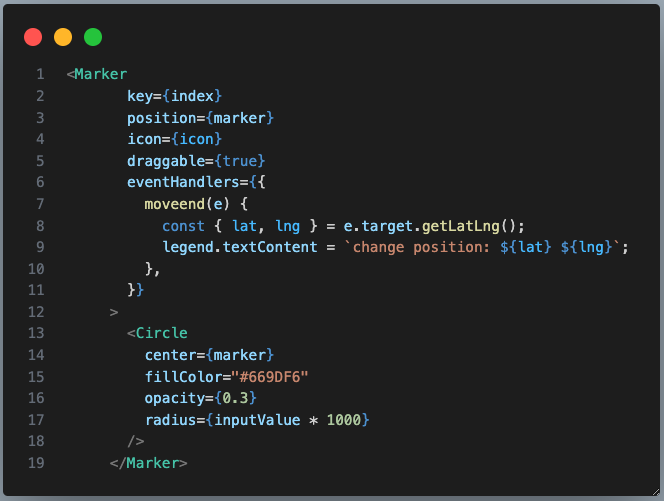 1 <Marker
2 key={index}
3 position={marker}
4 icon={icon}
5 draggable={true}
6 eventHandlers={{
7 moveend(e) {
8 const { lat, lng } = e.target.getLatLng();
9 legend.textContent = `change position: ${lat} ${lng}`;
10 },
11 }}
12 >
13 <Circle
14 center={marker}
15 fillColor="#669DF6"
16 opacity={0.3}
17 radius={inputValue * 1000}
18 />
19 </Marker>